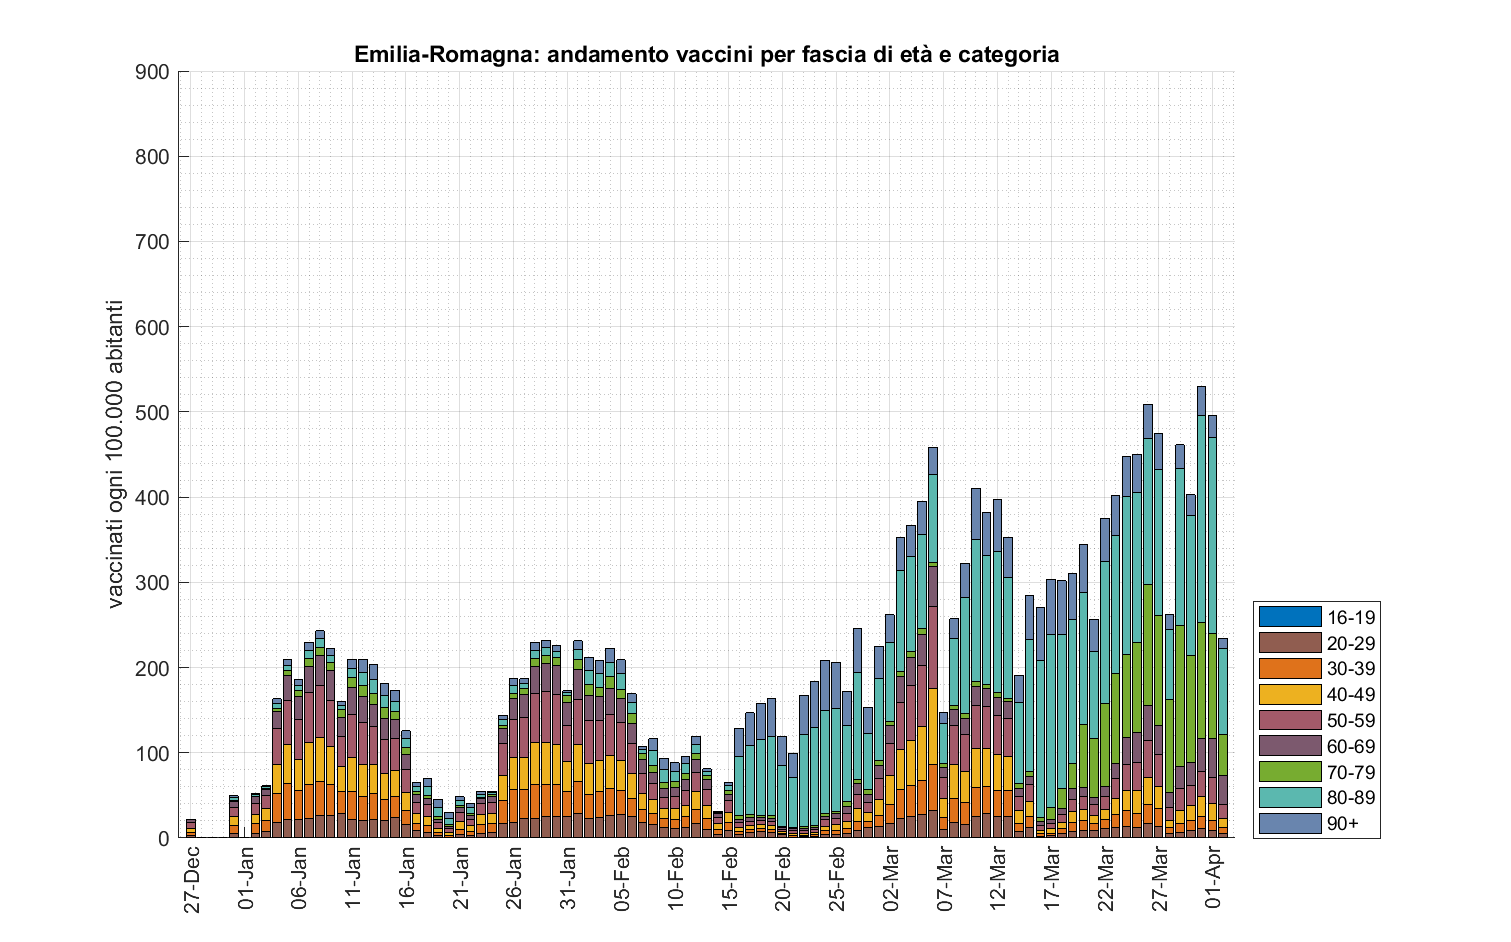 Emilia-Romagna: andamento vaccini per fascia di età e categoria
vaccinati ogni 100.000 abitanti
900
800
700
600
500
400
300
200
100
0
27-Dec
01-Jan
06-Jan
11-Jan
16-Jan
21-Jan
26-Jan
31-Jan
05-Feb
10-Feb
15-Feb
20-Feb
25-Feb
02-Mar
07-Mar
12-Mar
17-Mar
22-Mar
27-Mar
01-Apr
16-19
20-29
30-39
40-49
50-59
60-69
70-79
80-89
90+